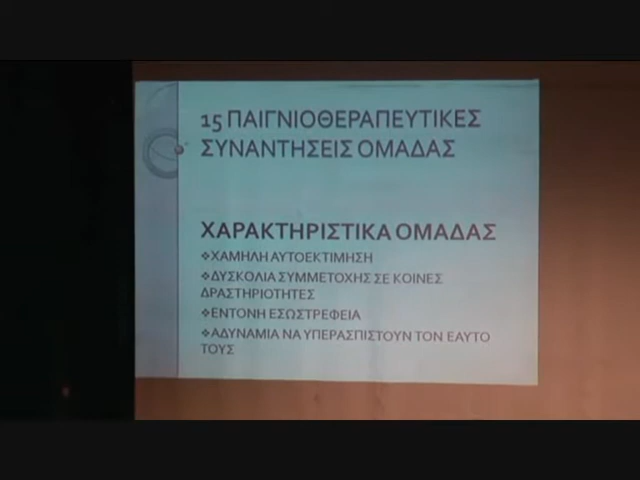 15 ΠΑΙΓΝΙΟΘΕΡΑΠΕΥΤΙΚΕΣ
ΣΥΝΑΝΤΗΣΕΙΣ ΟΜΑΔΑΣ
ΧΑΡΑΚΤΗΡΙΣΤΙΚΑ ΟΜΑΔΑΣ
❖ΧΑΜΗΛΗ ΑΥΤΟΕΚΤΙΜΗΣΗ
❖ΔΥΣΚΟΛΙΑ ΣΥΜΜΕΤΟΧΗΣ ΣΕ ΚΟΙΝΕΣ
ΔΡΑΣΤΗΡΙΟΤΗΤΕΣ
❖ΕΝΤΟΝΗ ΕΣΩΣΤΡΕΦΕΙΑ
❖ΑΔΥΝΑΜΙΑ ΝΑ ΥΠΕΡΑΣΠΙΣΤΟΥΝ ΤΟΝ ΕΑΥΤΟ
ΤΟΥΣ